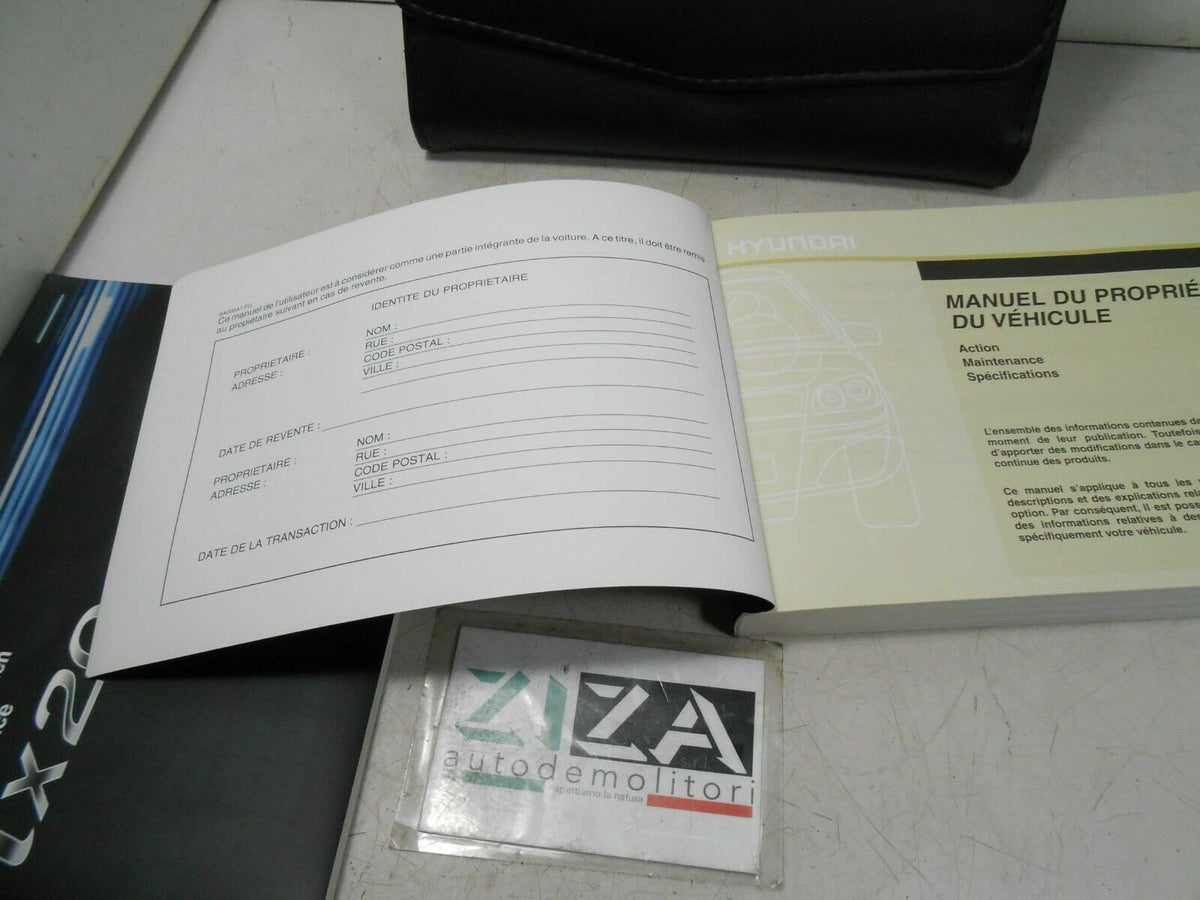 Ce manuel de l'utilisateur est à considérer comme une partie intégrante de la voiture. A ce titre, il doit être remis
au propriétaire suivant en cas de revente.
IDENTITE DU PROPRIETAIRE
PROPRIETAIRE :
ADRESSE :
NOM :
RUE :
CODE POSTAL :
VILLE :
DATE DE REVENTE :
PROPRIETAIRE :
ADRESSE :
NOM :
RUE :
CODE POSTAL :
VILLE :
DATE DE LA TRANSACTION :
HYUNDAI
MANUEL DU PROPRIÉ
DU VÉHICULE
Action
Maintenance
Spécifications
L'ensemble des informations contenues da
moment de leur publication. Toutefois
d'apporter des modifications dans le ca
continue des produits.
Ce manuel s'applique à tous les
descriptions et des explications rel
option. Par conséquent, il est poss
des informations relatives à des
spécifiquement votre véhicule.
ix20
ZIZA
s.r.l.
autodemolitori
spettiamo la natura